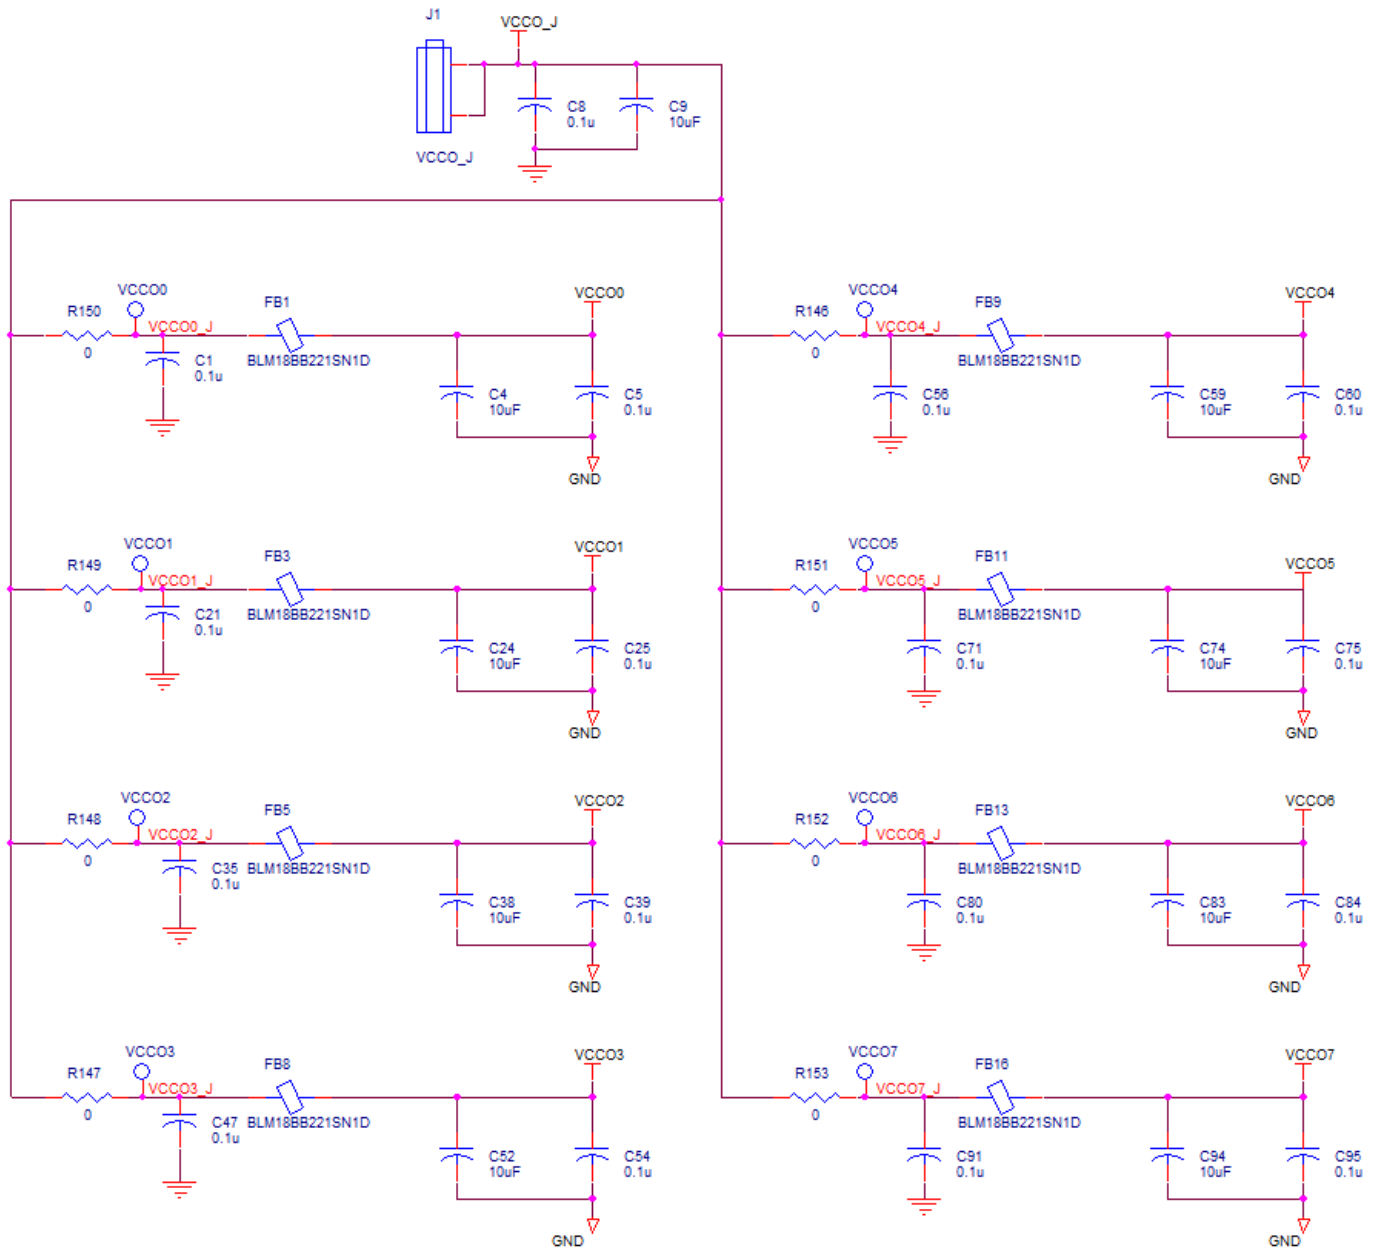 J1
VCCO_J
C8
0.1u
C9
10uF
VCCO_J
R150
0
VCCO0
VCCO0_J
C1
0.1u
FB1
BLM18BB221SN1D
VCCO0
C4
10uF
C5
0.1u
GND
R146
0
VCCO4
VCCO4_J
C56
0.1u
FB9
BLM18BB221SN1D
VCCO4
C59
10uF
C60
0.1u
GND
R149
0
VCCO1
VCCO1_J
C21
0.1u
FB3
BLM18BB221SN1D
VCCO1
C24
10uF
C25
0.1u
GND
R151
0
VCCO5
VCCO5_J
C71
0.1u
FB11
BLM18BB221SN1D
VCCO5
C74
10uF
C75
0.1u
GND
R148
0
VCCO2
VCCO2_J
C35
0.1u
FB5
BLM18BB221SN1D
VCCO2
C38
10uF
C39
0.1u
GND
R152
0
VCCO6
VCCO6_J
C80
0.1u
FB13
BLM18BB221SN1D
VCCO6
C83
10uF
C84
0.1u
GND
R147
0
VCCO3
VCCO3_J
C47
0.1u
FB8
BLM18BB221SN1D
VCCO3
C52
10uF
C54
0.1u
GND
R153
0
VCCO7
VCCO7_J
C91
0.1u
FB16
BLM18BB221SN1D
VCCO7
C94
10uF
C95
0.1u
GND